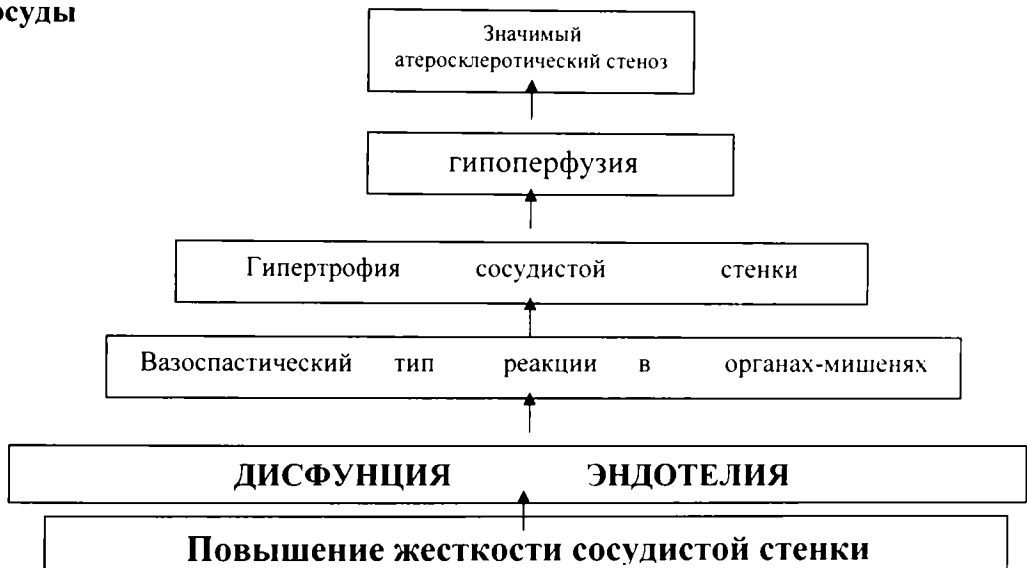 осуды
Значимый
атеросклеротический стеноз
гипоперфузия
Гипертрофия сосудистой стенки
Вазоспастический тип реакции в органах-мишенях
ДИСФУНЦИЯ ЭНДОТЕЛИЯ
Повышение жесткости сосудистой стенки